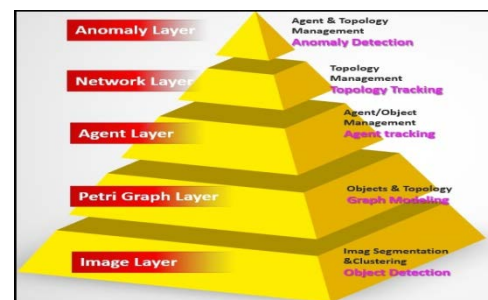 Anomaly Layer
Agent & Topology
Management
Anomaly Detection
Network Layer
Topology
Management
Topology Tracking
Agent Layer
Agent/Object
Management
Agent tracking
Petri Graph Layer
Objects & Topology
Graph Modeling
Image Layer
Imag Segmentation
&Clustering
Object Detection